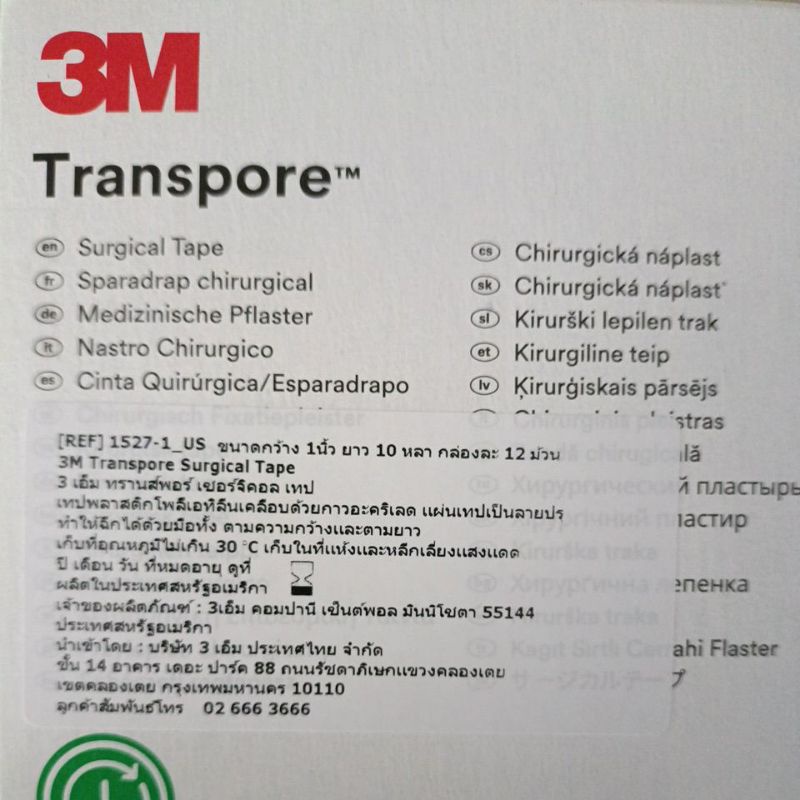 3M
Transpore™
en Surgical Tape
fr Sparadrap chirurgical
de Medizinische Pflaster
it Nastro Chirurgico
es Cinta Quirúrgica/Esparadrapo
Chirurgisch Fixatiepleister
cs Chirurgická náplast
sk Chirurgická náplast
sl Kirurški lepilen trak
et Kirurgiline teip
lv Ķirurģiskais pārsējs
[REF] 1527-1_US ขนาดกว้าง 1นิ้ว ยาว 10 หลา กล่องละ 12 ม้วน
3M Transpore Surgical Tape
3 เอ็ม ทรานส์พอร์ เซอร์จิคอล เทป
เทปพลาสติกโพลีเอทิลีนเคลือบด้วยกาวอะคริเลต แผ่นเทปเป็นลายปรุ
ทำให้ฉีกได้ด้วยมือทั้ง ตามความกว้างและตามยาว
เก็บที่อุณหภูมิไม่เกิน 30 °C เก็บในที่แห้งและหลีกเลี่ยงแสงแดด
ปี เดือน วัน ที่หมดอายุ ดูที่
ผลิตในประเทศสหรัฐอเมริกา
เจ้าของผลิตภัณฑ์ : 3เอ็ม คอมปานี เซ็นต์พอล มินนิโซตา 55144
ประเทศสหรัฐอเมริกา
นำเข้าโดย : บริษัท 3 เอ็ม ประเทศไทย จำกัด
ชั้น 14 อาคาร เดอะ ปาร์ค 88 ถนนรัชดาภิเษกแขวงคลองเตย
เขตคลองเตย กรุงเทพมหานคร 10110
ลูกค้าสัมพันธ์โทร 02 666 3666
Хирургический пластырь
Хірургічний пластир
Kirurška traka
Kirurška traka
サージカルテープ